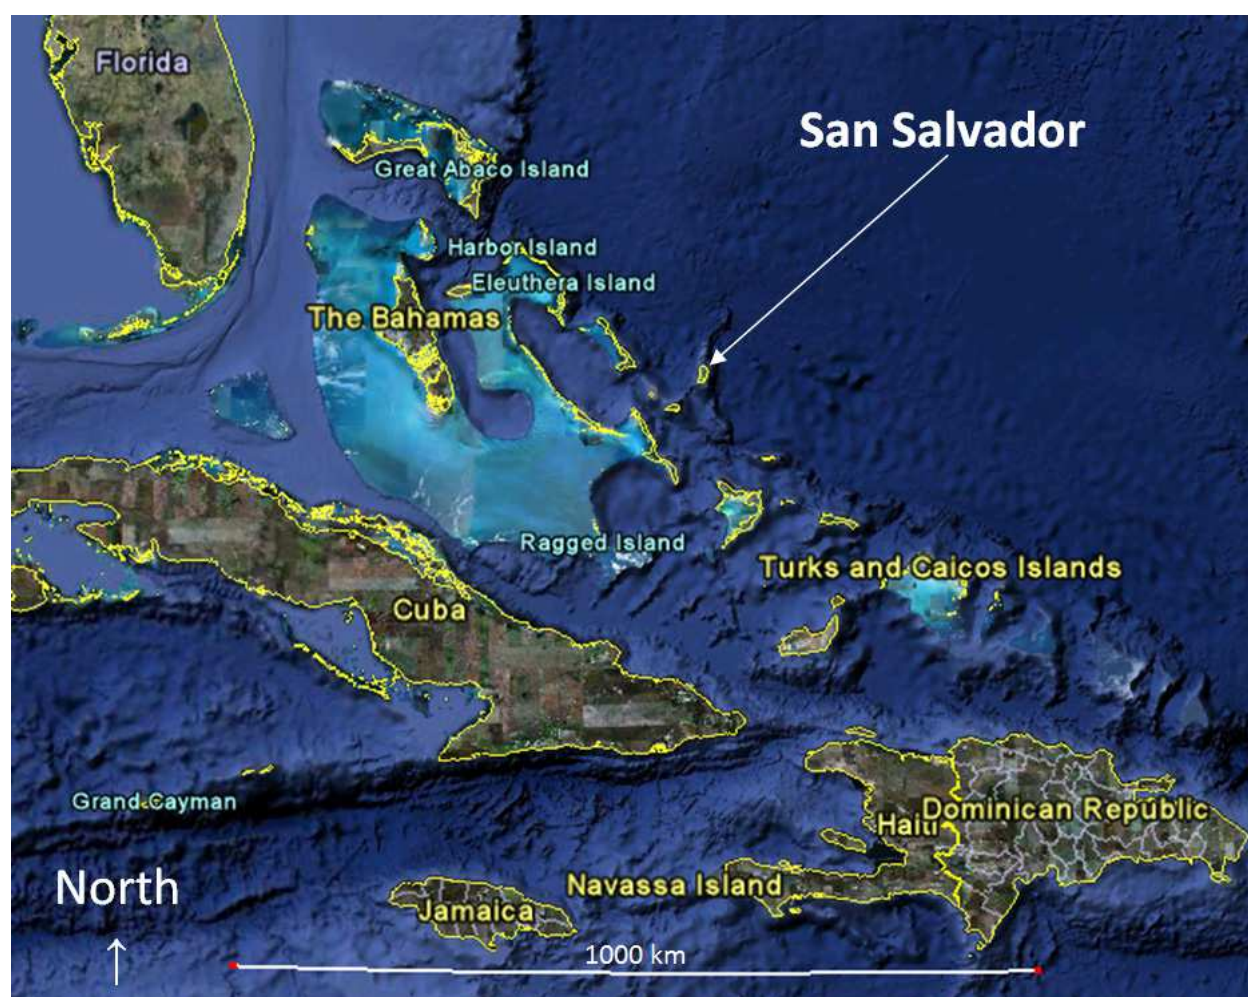 Florida
San Salvador
Great Abaco Island
Harbor Island
Eleuthera Island
The Bahamas
Ragged Island
Turks and Caicos Islands
Cuba
Grand Cayman
Dominican Republic
Haiti
North
Navassa Island
Jamaica
1000 km